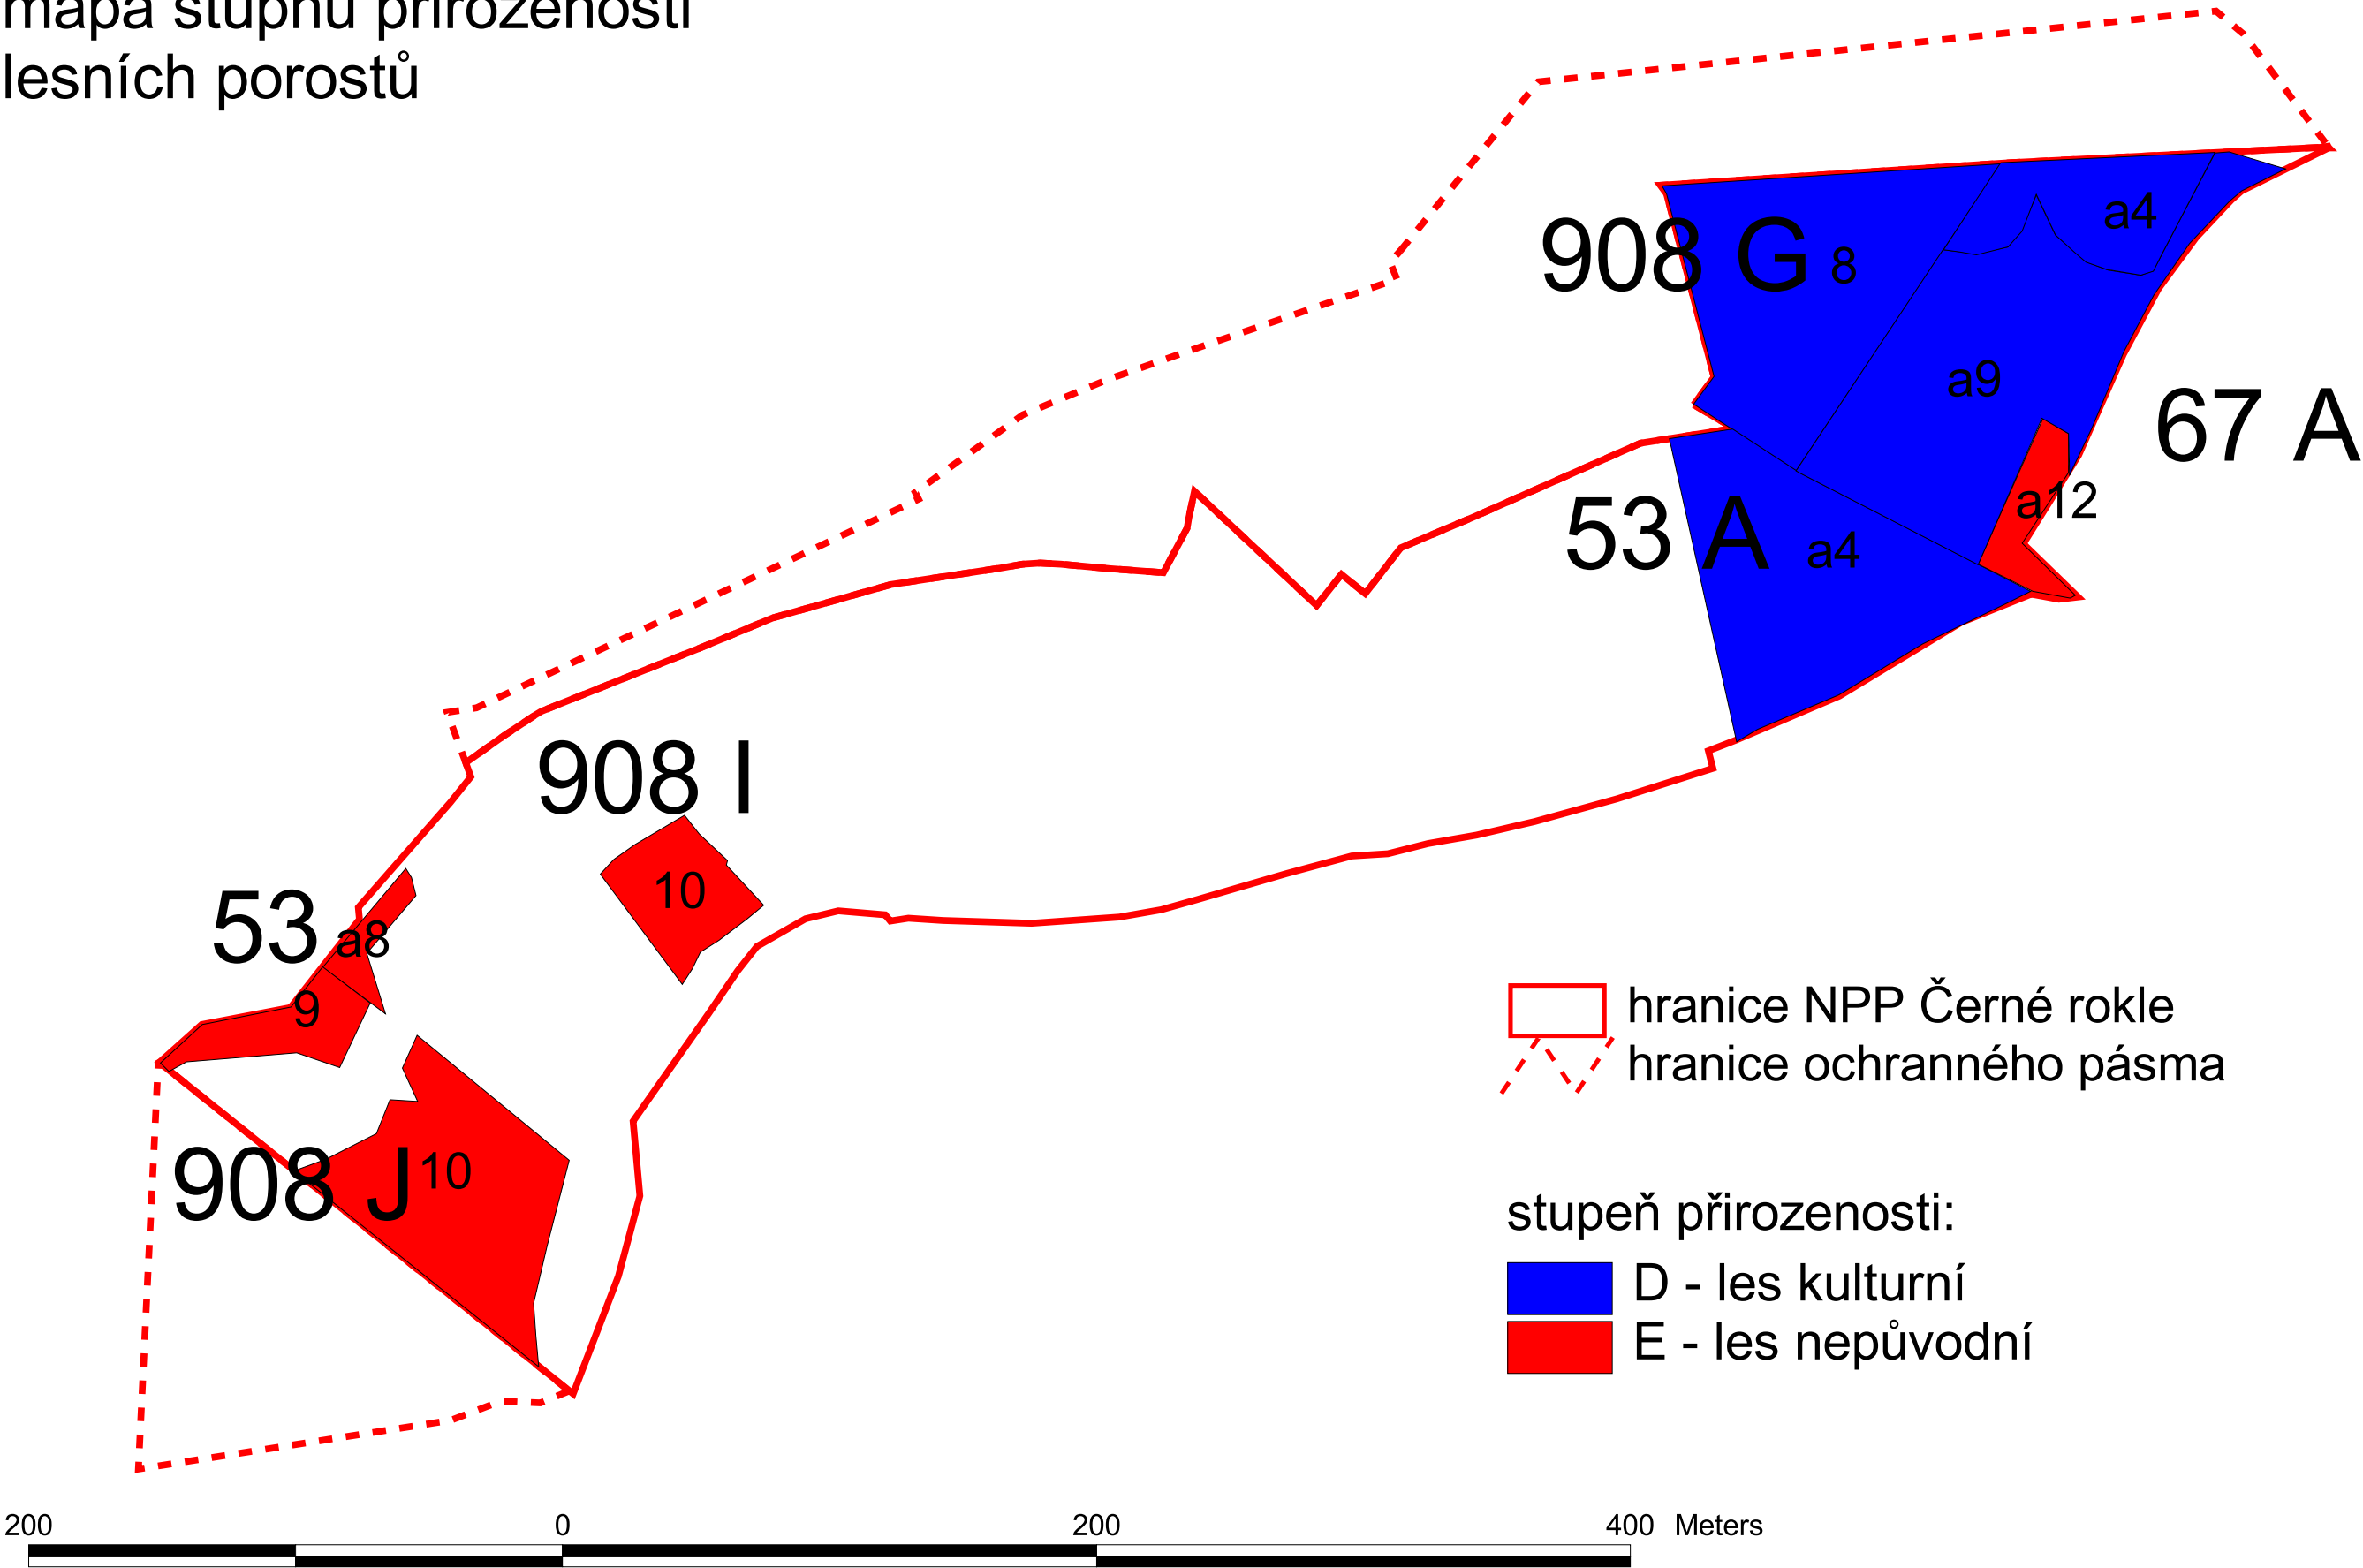 mapa stupňů přirozenosti
lesních porostů
908 G 8
a4
a9
67 A
a12
53 A a4
908 I
10
53 a8
9
908 J 10
hranice NPP Černé rokle
hranice ochranného pásma
stupeň přirozenosti:
D - les kulturní
E - les nepůvodní
200 0 200 400 Meters